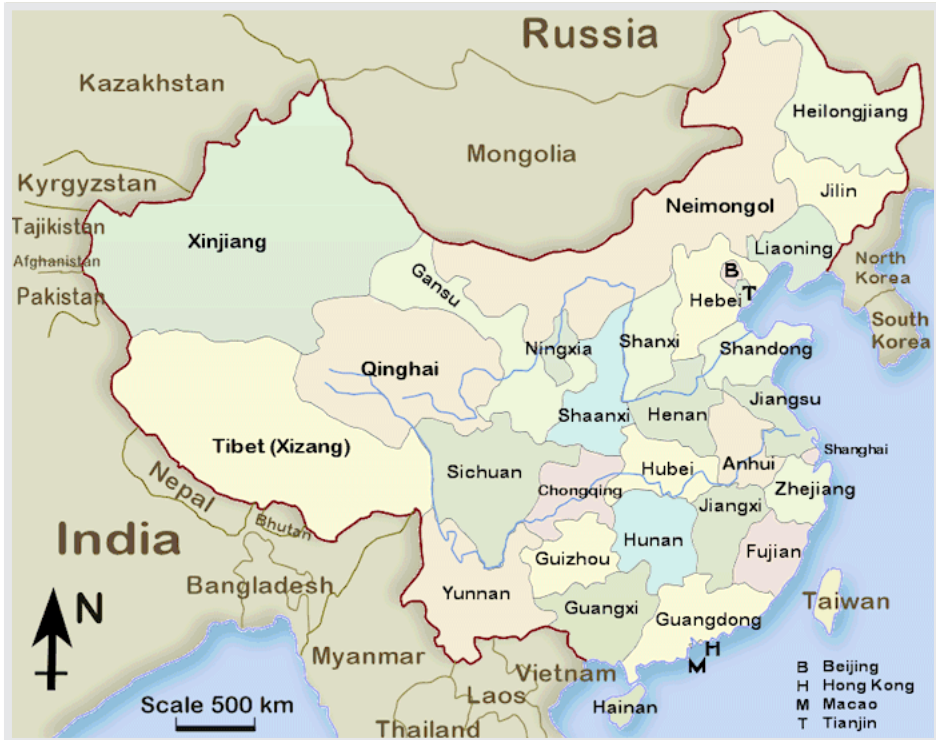 Russia
Kazakhstan
Heilongjiang
Mongolia
Kyrgyzstan
Jilin
Neimongol
Tajikistan
Xinjiang
Liaoning
Afghanistan
B
North
Korea
Gansu
Pakistan
Hebei
T
South
Korea
Ningxia
Shanxi
Shandong
Qinghai
Jiangsu
Shaanxi
Henan
Tibet (Xizang)
Shanghai
Sichuan
Hubei
Anhui
Nepal
Chongqing
Zhejiang
Jiangxi
Bhutan
India
Hunan
Fujian
Guizhou
Bangladesh
Yunnan
Taiwan
N
Guangxi
Guangdong
H
Myanmar
M
Vietnam
B Beijing
H Hong Kong
M Macao
T Tianjin
Laos
Scale 500 km
Hainan
Thailand